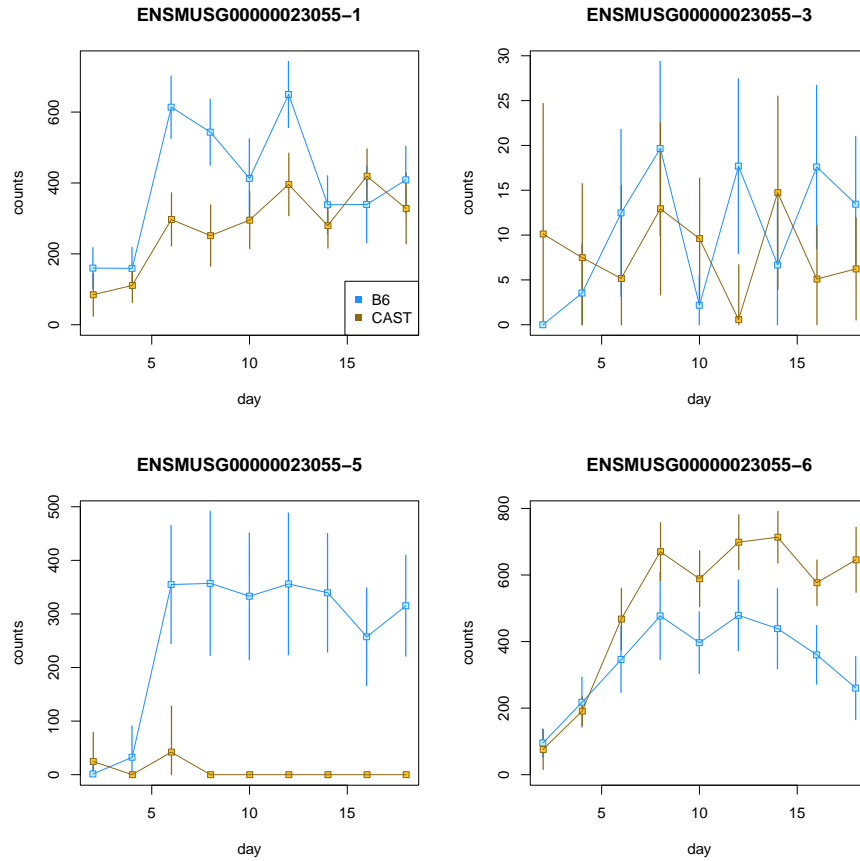 ENSMUSG00000023055−1
counts
0
200
400
600
5
10
15
day
B6
CAST
ENSMUSG00000023055−3
counts
0
5
10
15
20
25
30
5
10
15
day
ENSMUSG00000023055−5
counts
0
100
200
300
400
500
5
10
15
day
ENSMUSG00000023055−6
counts
0
200
400
600
800
5
10
15
day